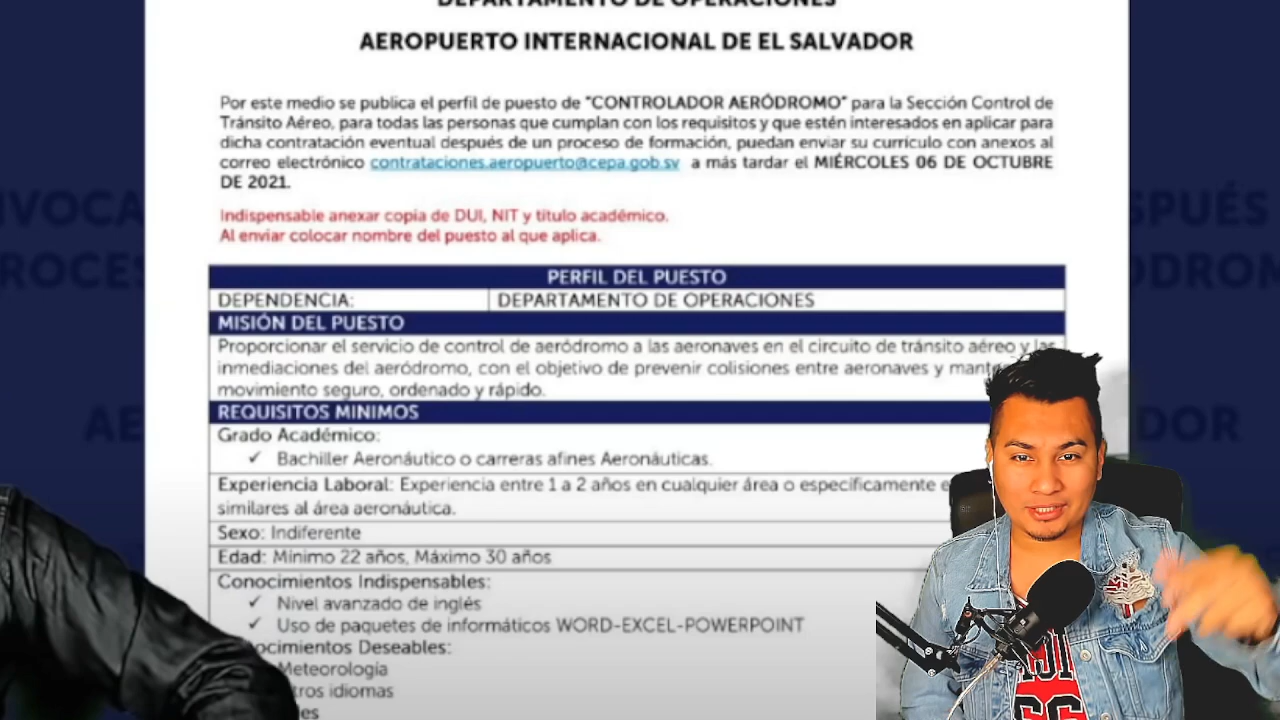 DEPARTAMENTO DE OPERACIONES
AEROPUERTO INTERNACIONAL DE EL SALVADOR
Por este medio se publica el perfil de puesto de "CONTROLADOR AERÓDROMO" para la Sección Control de
Tránsito Aéreo, para todas las personas que cumplan con los requisitos y que estén interesados en aplicar para
dicha contratación eventual después de un proceso de formación, puedan enviar su currículo con anexos al
correo electrónico contrataciones.aeropuerto@cepa.gob.sv a más tardar el MIÉRCOLES 06 DE OCTUBRE
DE 2021.
Indispensable anexar copia de DUI, NIT y título académico.
Al enviar colocar nombre del puesto al que aplica.
PERFIL DEL PUESTO
DEPENDENCIA: DEPARTAMENTO DE OPERACIONES
MISIÓN DEL PUESTO
Proporcionar el servicio de control de aeródromo a las aeronaves en el circuito de tránsito aéreo y las
inmediaciones del aeródromo, con el objetivo de prevenir colisiones entre aeronaves y mant
movimiento seguro, ordenado y rápido.
REQUISITOS MINIMOS
Grado Académico:
✓ Bachiller Aeronáutico o carreras afines Aeronáuticas.
Experiencia Laboral: Experiencia entre 1 a 2 años en cualquier área o específicamente e
similares al área aeronáutica.
Sexo: Indiferente
Edad: Mínimo 22 años, Máximo 30 años
Conocimientos Indispensables:
✓ Nivel avanzado de inglés
✓ Uso de paquetes de informáticos WORD-EXCEL-POWERPOINT
ocimientos Deseables:
Meteorología
tros idiomas
es